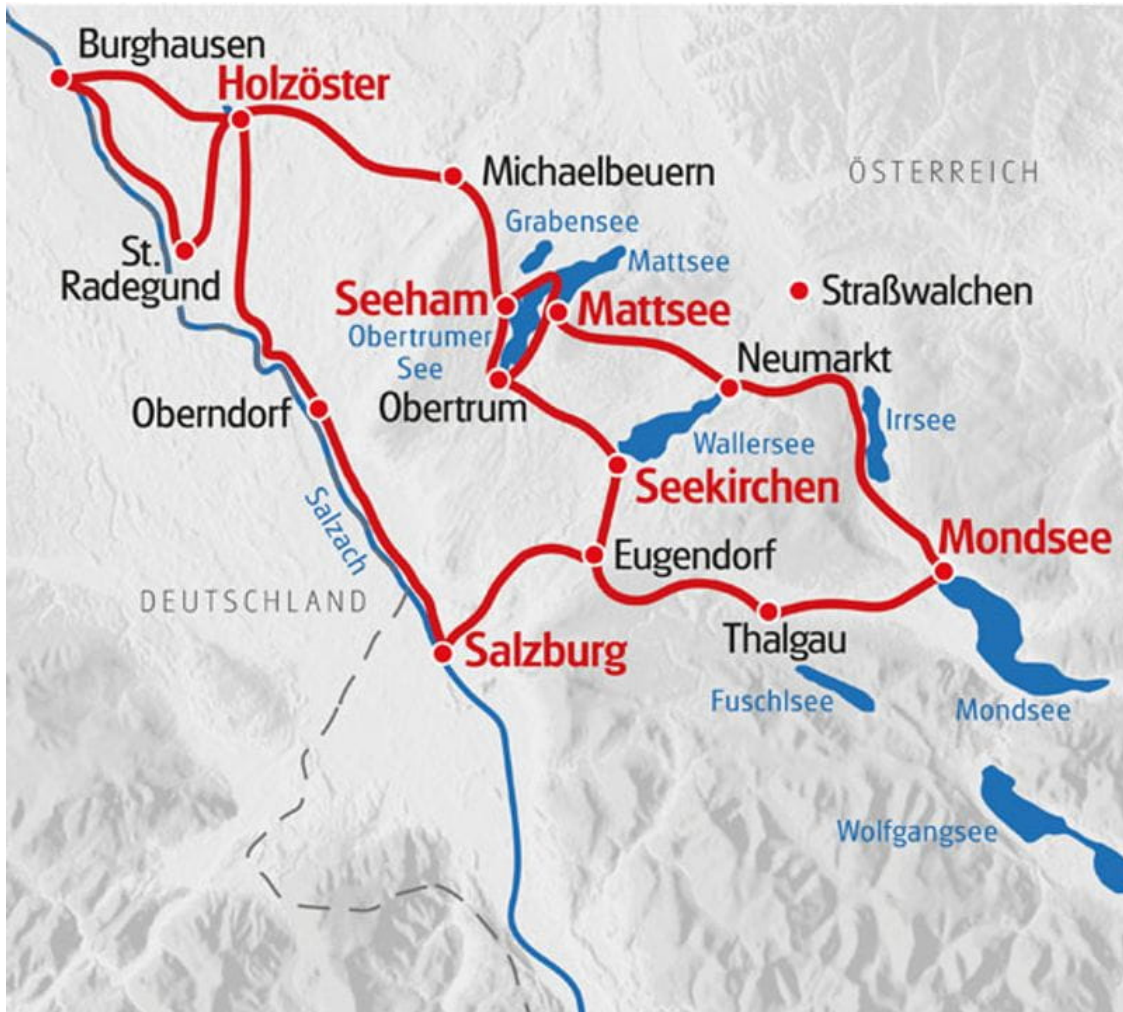 Burghausen
Holzöster
Michaelbeuern
ÖSTERREICH
Grabensee
St.
Radegund
Mattsee
Seeham
Mattsee
Straßwalchen
Obertrumer
See
Neumarkt
Oberndorf
Obertrum
Irrsee
Wallersee
Seekirchen
Salzach
Mondsee
Eugendorf
DEUTSCHLAND
Salzburg
Thalgau
Fuschlsee
Mondsee
Wolfgangsee